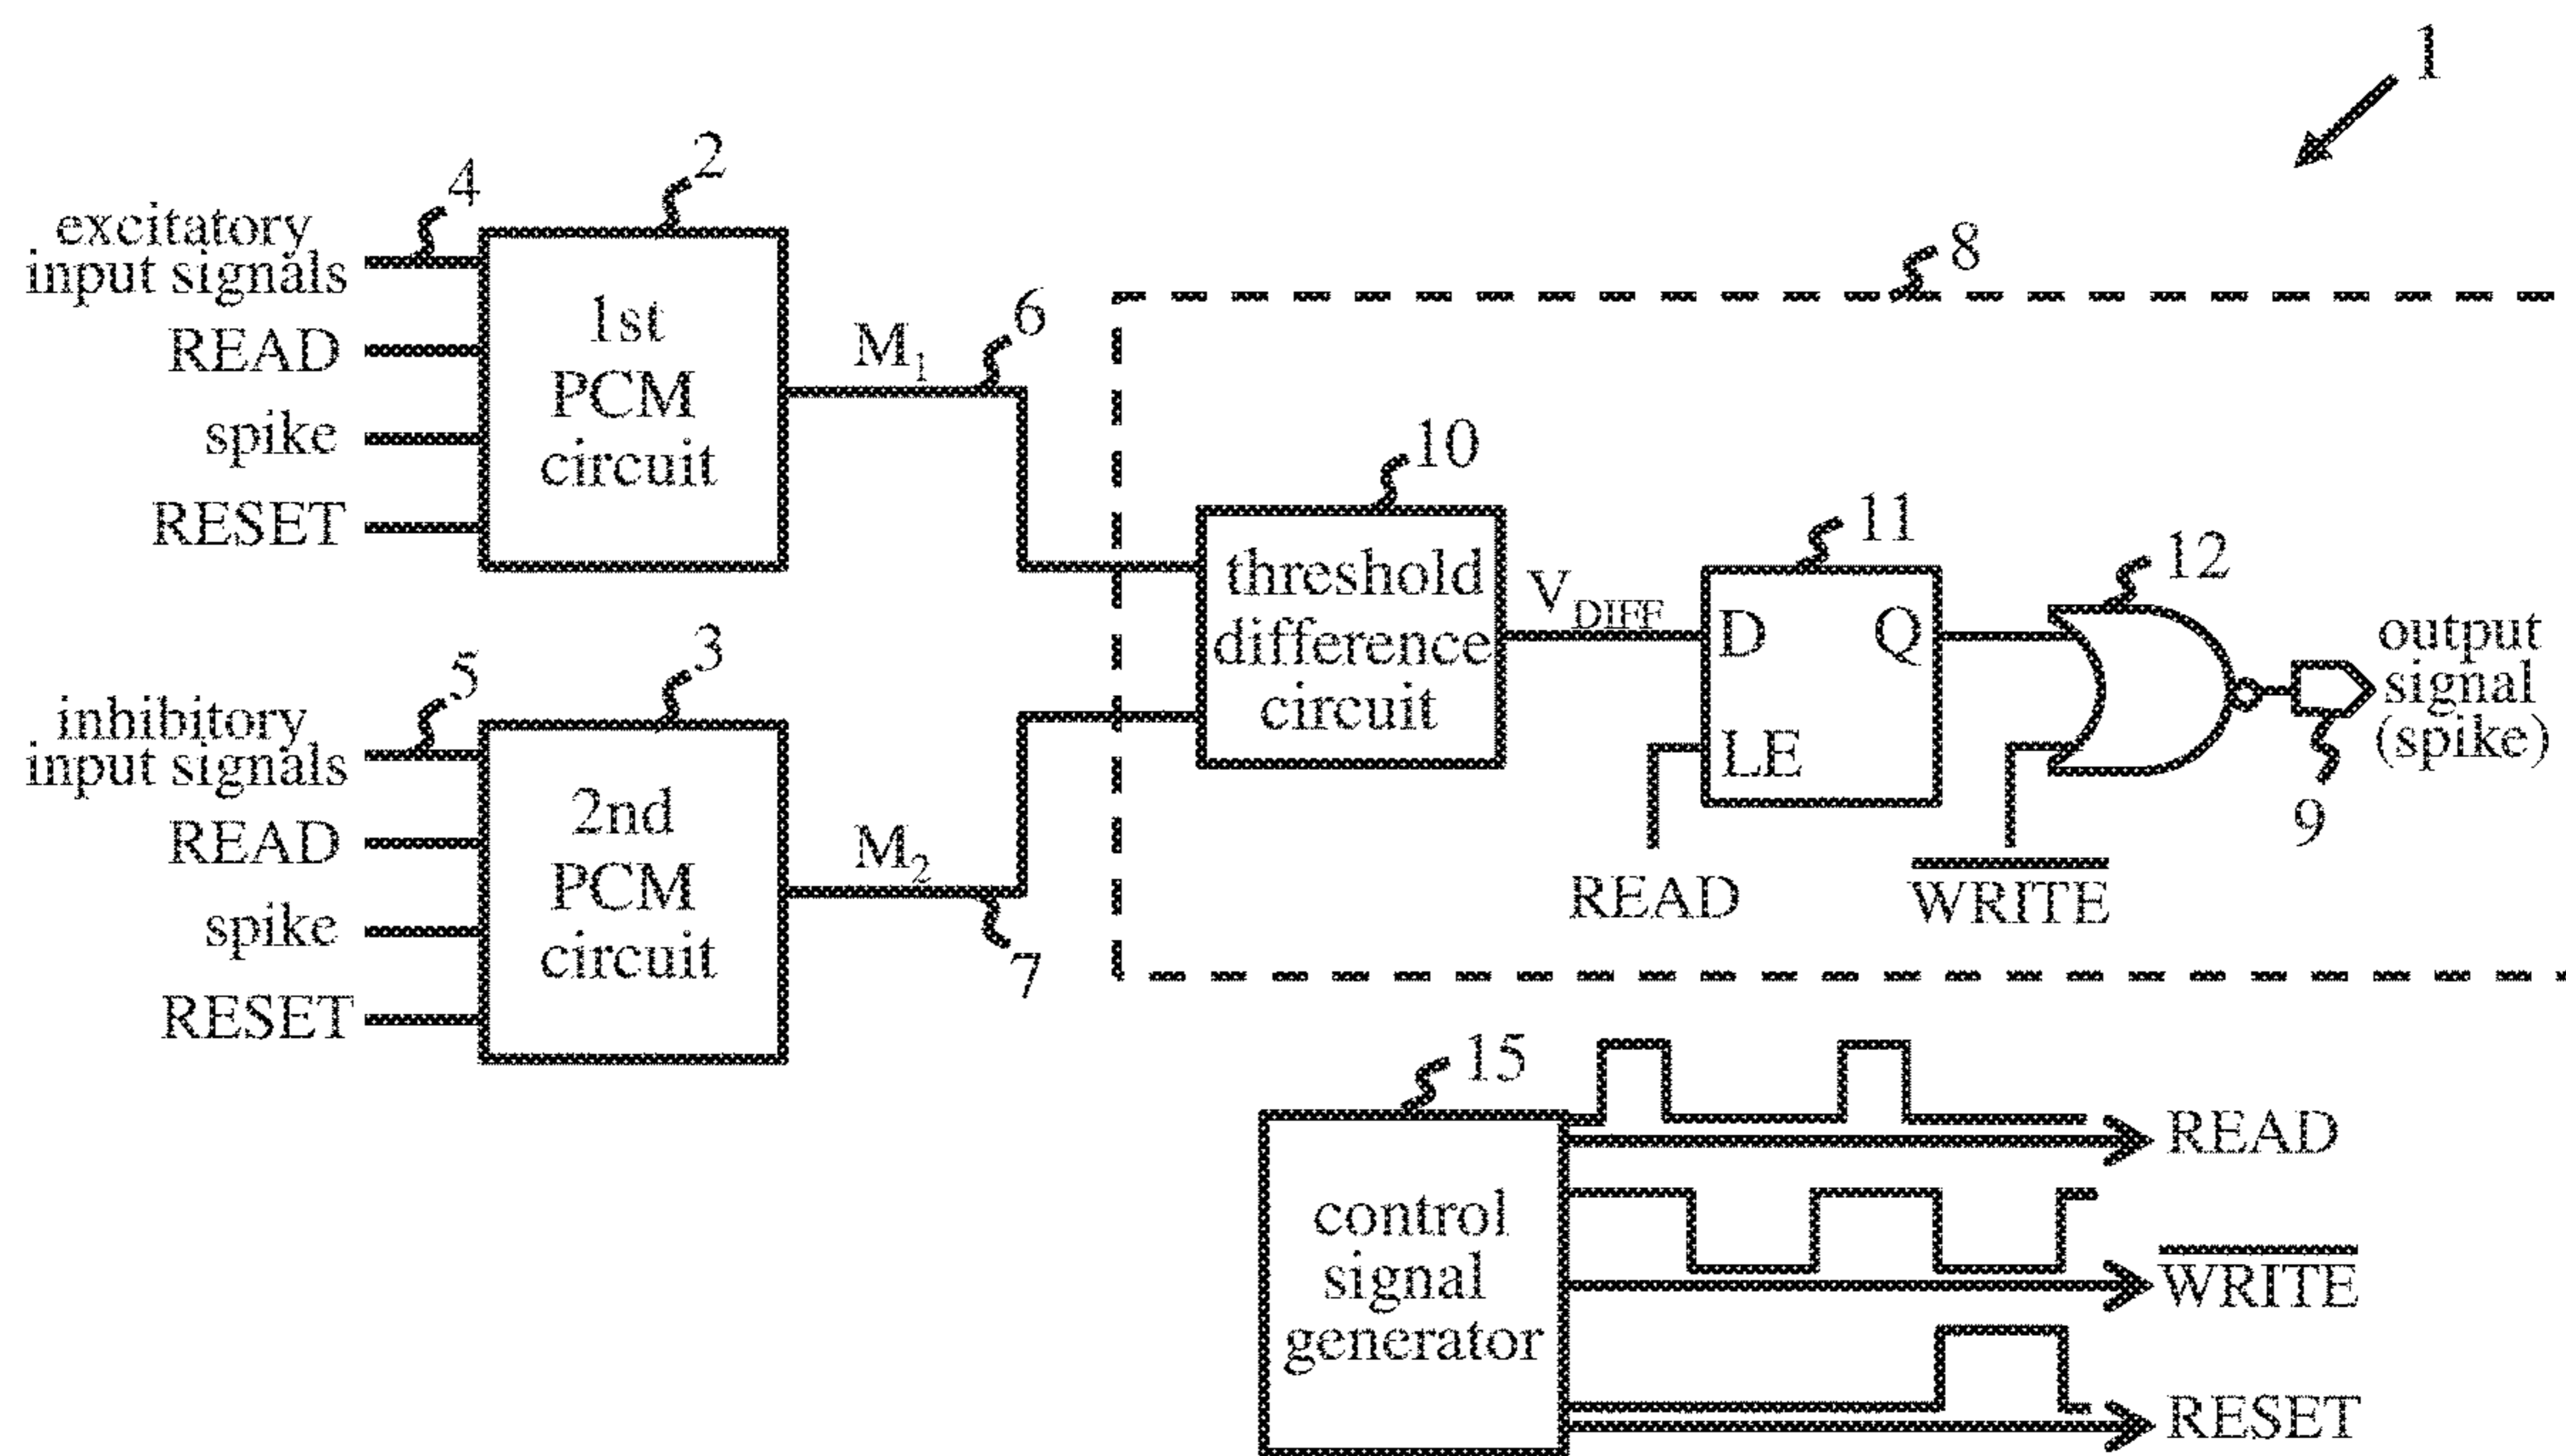 1
8
4
2
excitatory
input signals
READ
spike
RESET
1st
PCM
circuit
M₁
6
5
3
inhibitory
input signals
READ
spike
RESET
2nd
PCM
circuit
M₂
7
10
threshold
difference
circuit
V_DIFF
11
D
Q
LE
READ
12
WRITE
output
signal
(spike)
9
15
control
signal
generator
READ
WRITE
RESET